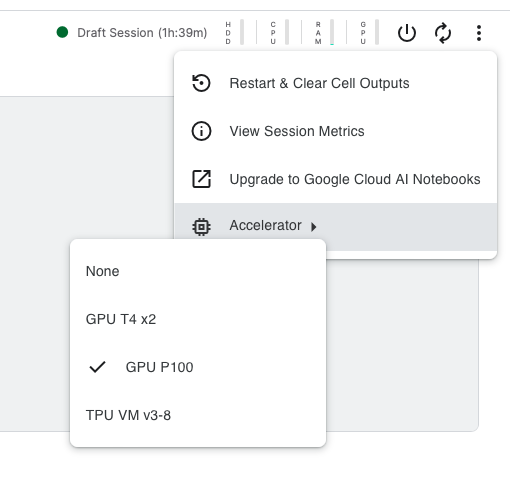 Draft Session (1h:39m)
HDD
CPU
RAM
GPU
Restart & Clear Cell Outputs
View Session Metrics
Upgrade to Google Cloud AI Notebooks
Accelerator
None
GPU T4 x2
GPU P100
TPU VM v3-8